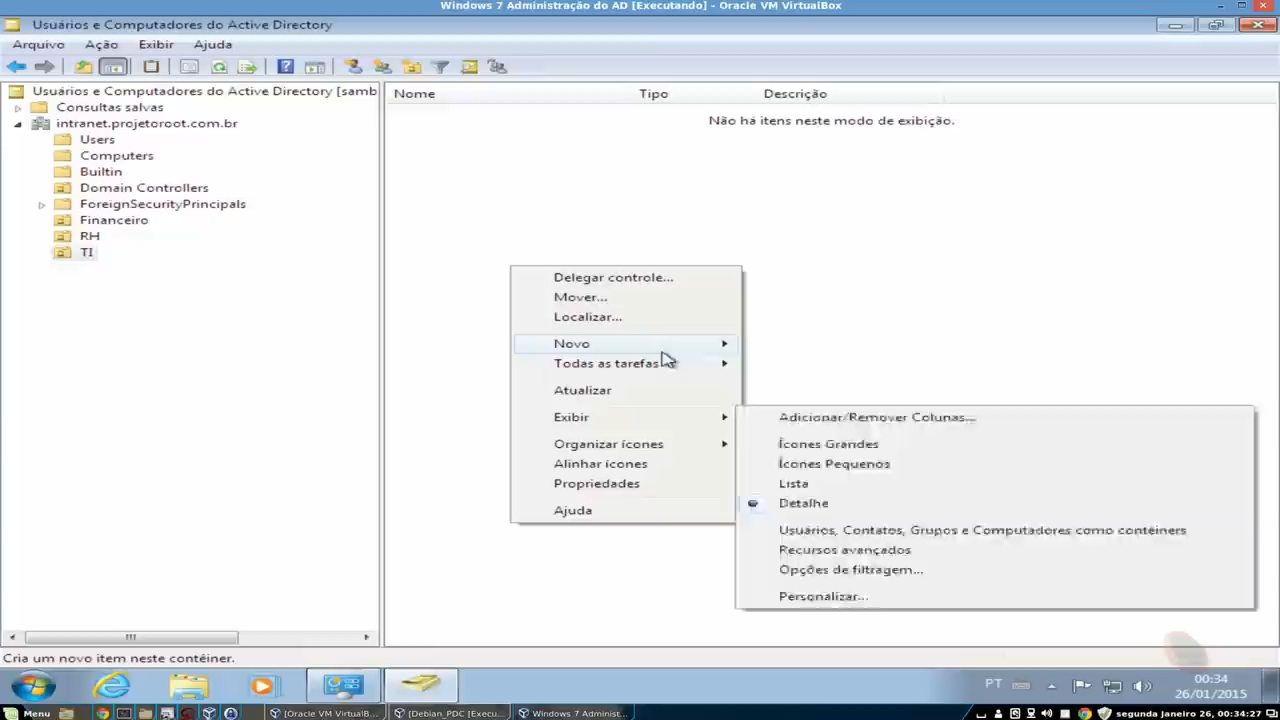 Windows 7 Administração do AD [Executando] - Oracle VM VirtualBox
Usuários e Computadores do Active Directory
Arquivo Ação Exibir Ajuda
Usuários e Computadores do Active Directory [samb
Nome Tipo Descrição
Consultas salvas
Não há itens neste modo de exibição.
intranet.projetoroot.com.br
Users
Computers
Builtin
Domain Controllers
ForeignSecurityPrincipals
Financeiro
RH
TI
Delegar controle...
Mover...
Localizar...
Novo
Todas as tarefas
Atualizar
Exibir
Organizar ícones
Alinhar ícones
Propriedades
Ajuda
Adicionar/Remover Colunas...
Ícones Grandes
Ícones Pequenos
Lista
Detalhe
Usuários, Contatos, Grupos e Computadores como contêiners
Recursos avançados
Opções de filtragem...
Personalizar...
Cria um novo item neste contêiner.
PT
00:34
26/01/2015
Menu [Oracle VM VirtualB... [Debian_PDC [Execu... Windows 7 Administ... segunda Janeiro 26, 00:34:27